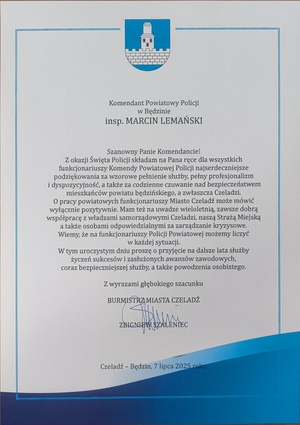 Komendant Powiatowy Policji
w Będzinie
insp. MARCIN LEMAŃSKI
Szanowny Panie Komendancie!
Z okazji Święta Policji składam na Pana ręce dla wszystkich
funkcjonariuszy Komendy Powiatowej Policji najserdeczniejsze
podziękowania za wzorowe pełnienie służby, pełny profesjonalizm
i dyspozycyjność, a także za codzienne czuwanie nad bezpieczeństwem
mieszkańców powiatu będzińskiego, a zwłaszcza Czeladzi.
O pracy powiatowych funkcjonariuszy Miasto Czeladź może mówić
wyłącznie pozytywnie. Mam też na uwadze wieloletnią, zawsze dobrą
współpracę z władzami samorządowymi Czeladzi, naszą Strażą Miejską
a także osobami odpowiedzialnymi za zarządzanie kryzysowe.
Wiemy, że na funkcjonariuszy Policji Powiatowej możemy liczyć
w każdej sytuacji.
W tym uroczystym dniu proszę o przyjęcie na dalsze lata służby
życzeń sukcesów i zasłużonych awansów zawodowych,
oraz bezpieczniejszej służby, a także powodzenia osobistego.
Z wyrazami głębokiego szacunku
BURMISTRZ MIASTA CZELADŹ
ZBIGNIEW SZALENIEC
Czeladź – Będzin, 7 lipca 2025 roku